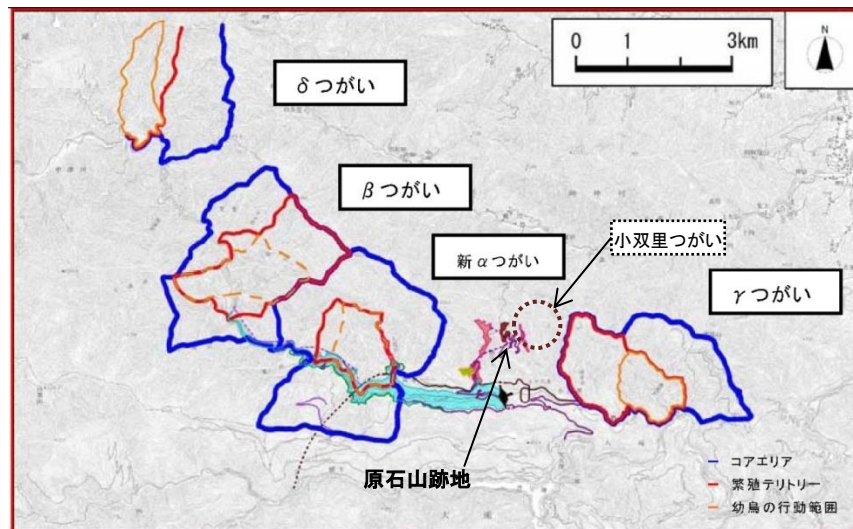 0 1 3km
N
δつがい
βつがい
小双里つがい
新αつがい
γつがい
原石山跡地
コアエリア
繁殖テリトリー
幼鳥の行動範囲